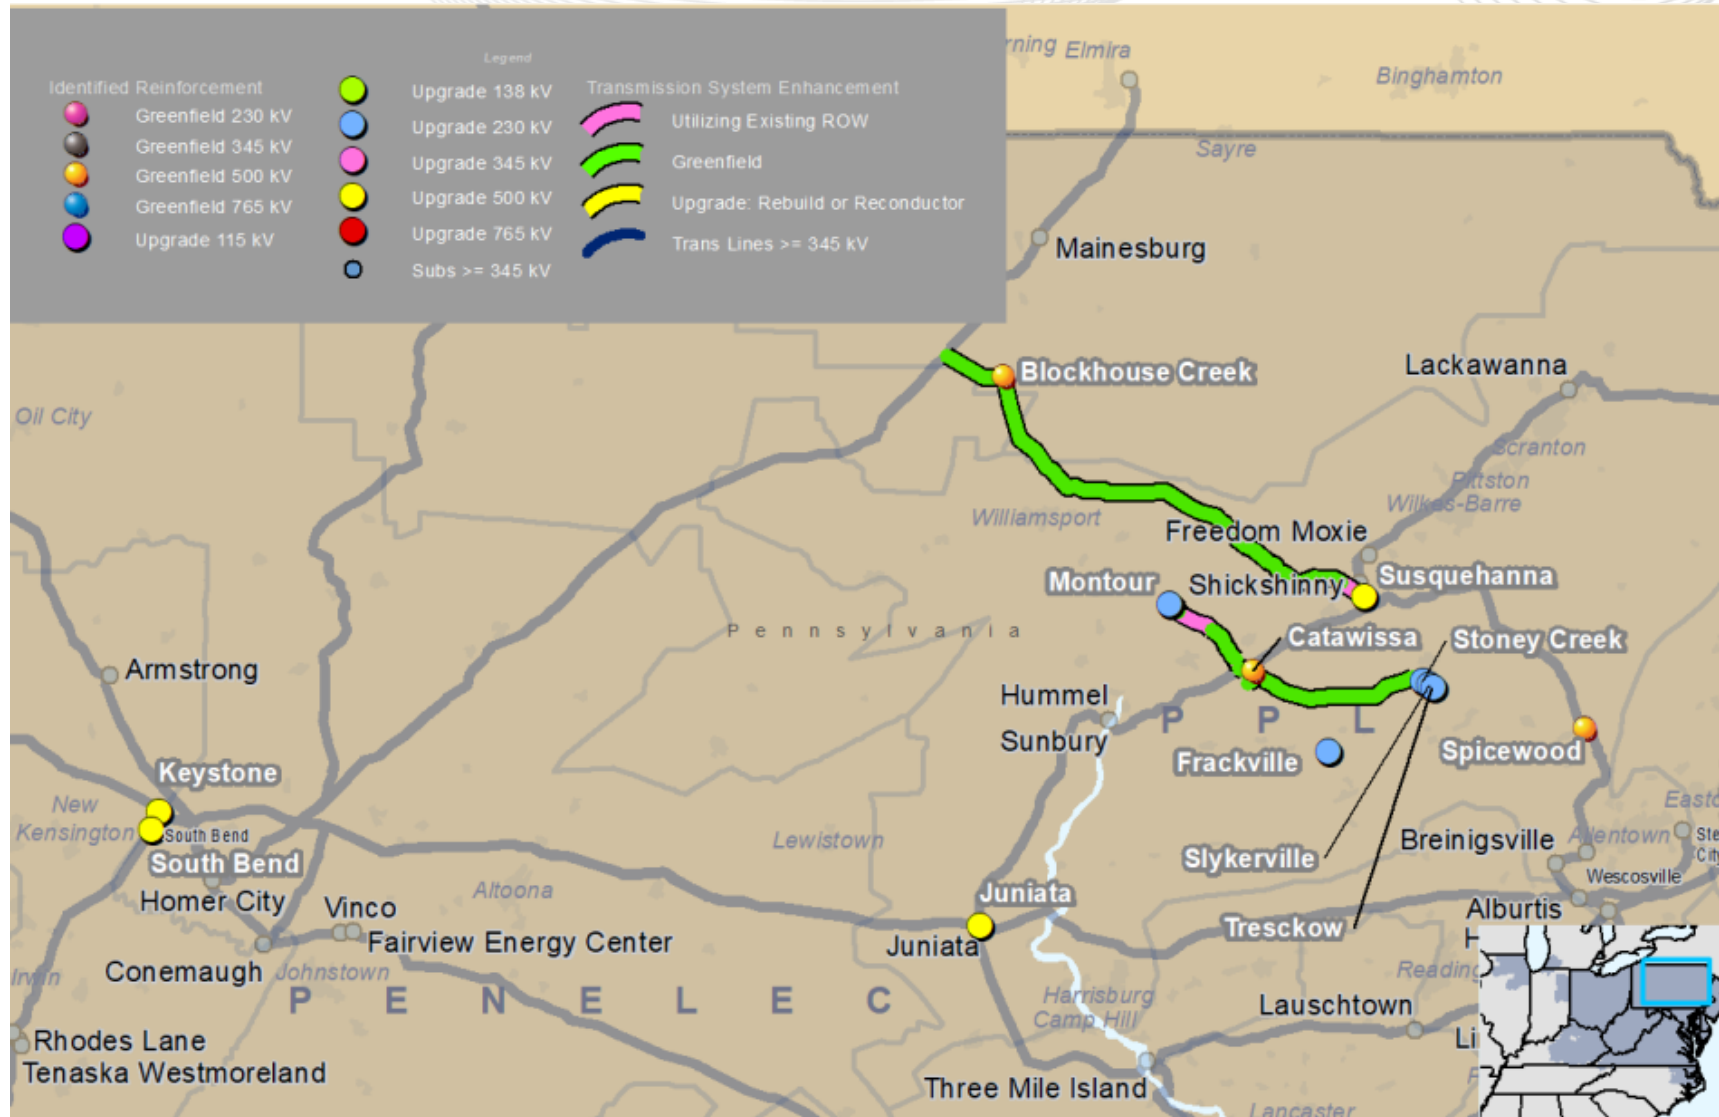 Legend
Identified Reinforcement
Greenfield 230 kV
Greenfield 345 kV
Greenfield 500 kV
Greenfield 765 kV
Upgrade 115 kV
Upgrade 138 kV
Upgrade 230 kV
Upgrade 345 kV
Upgrade 500 kV
Upgrade 765 kV
Subs >= 345 kV
Transmission System Enhancement
Utilizing Existing ROW
Greenfield
Upgrade: Rebuild or Reconductor
Trans Lines >= 345 kV
Elmira
Binghamton
Sayre
Mainesburg
Blockhouse Creek
Lackawanna
Oil City
Scranton
Pittston
Wilkes-Barre
Williamsport
Freedom Moxie
Montour
Shickshinny
Susquehanna
Pennsylvania
Catawissa
Stoney Creek
Armstrong
Hummel
Sunbury
PPL
Frackville
Spicewood
Keystone
New
Kensington
South Bend
South Bend
Lewistown
Breinigsville
Allentown
Slykerville
Wescosville
Homer City
Altoona
Vinco
Juniata
Alburtis
Tresckow
Fairview Energy Center
Juniata
Conemaugh
Johnstown
Irwin
Reading
PENELEC
Harrisburg
Camp Hill
Lauschtown
Rhodes Lane
Tenaska Westmoreland
Three Mile Island
Lancaster